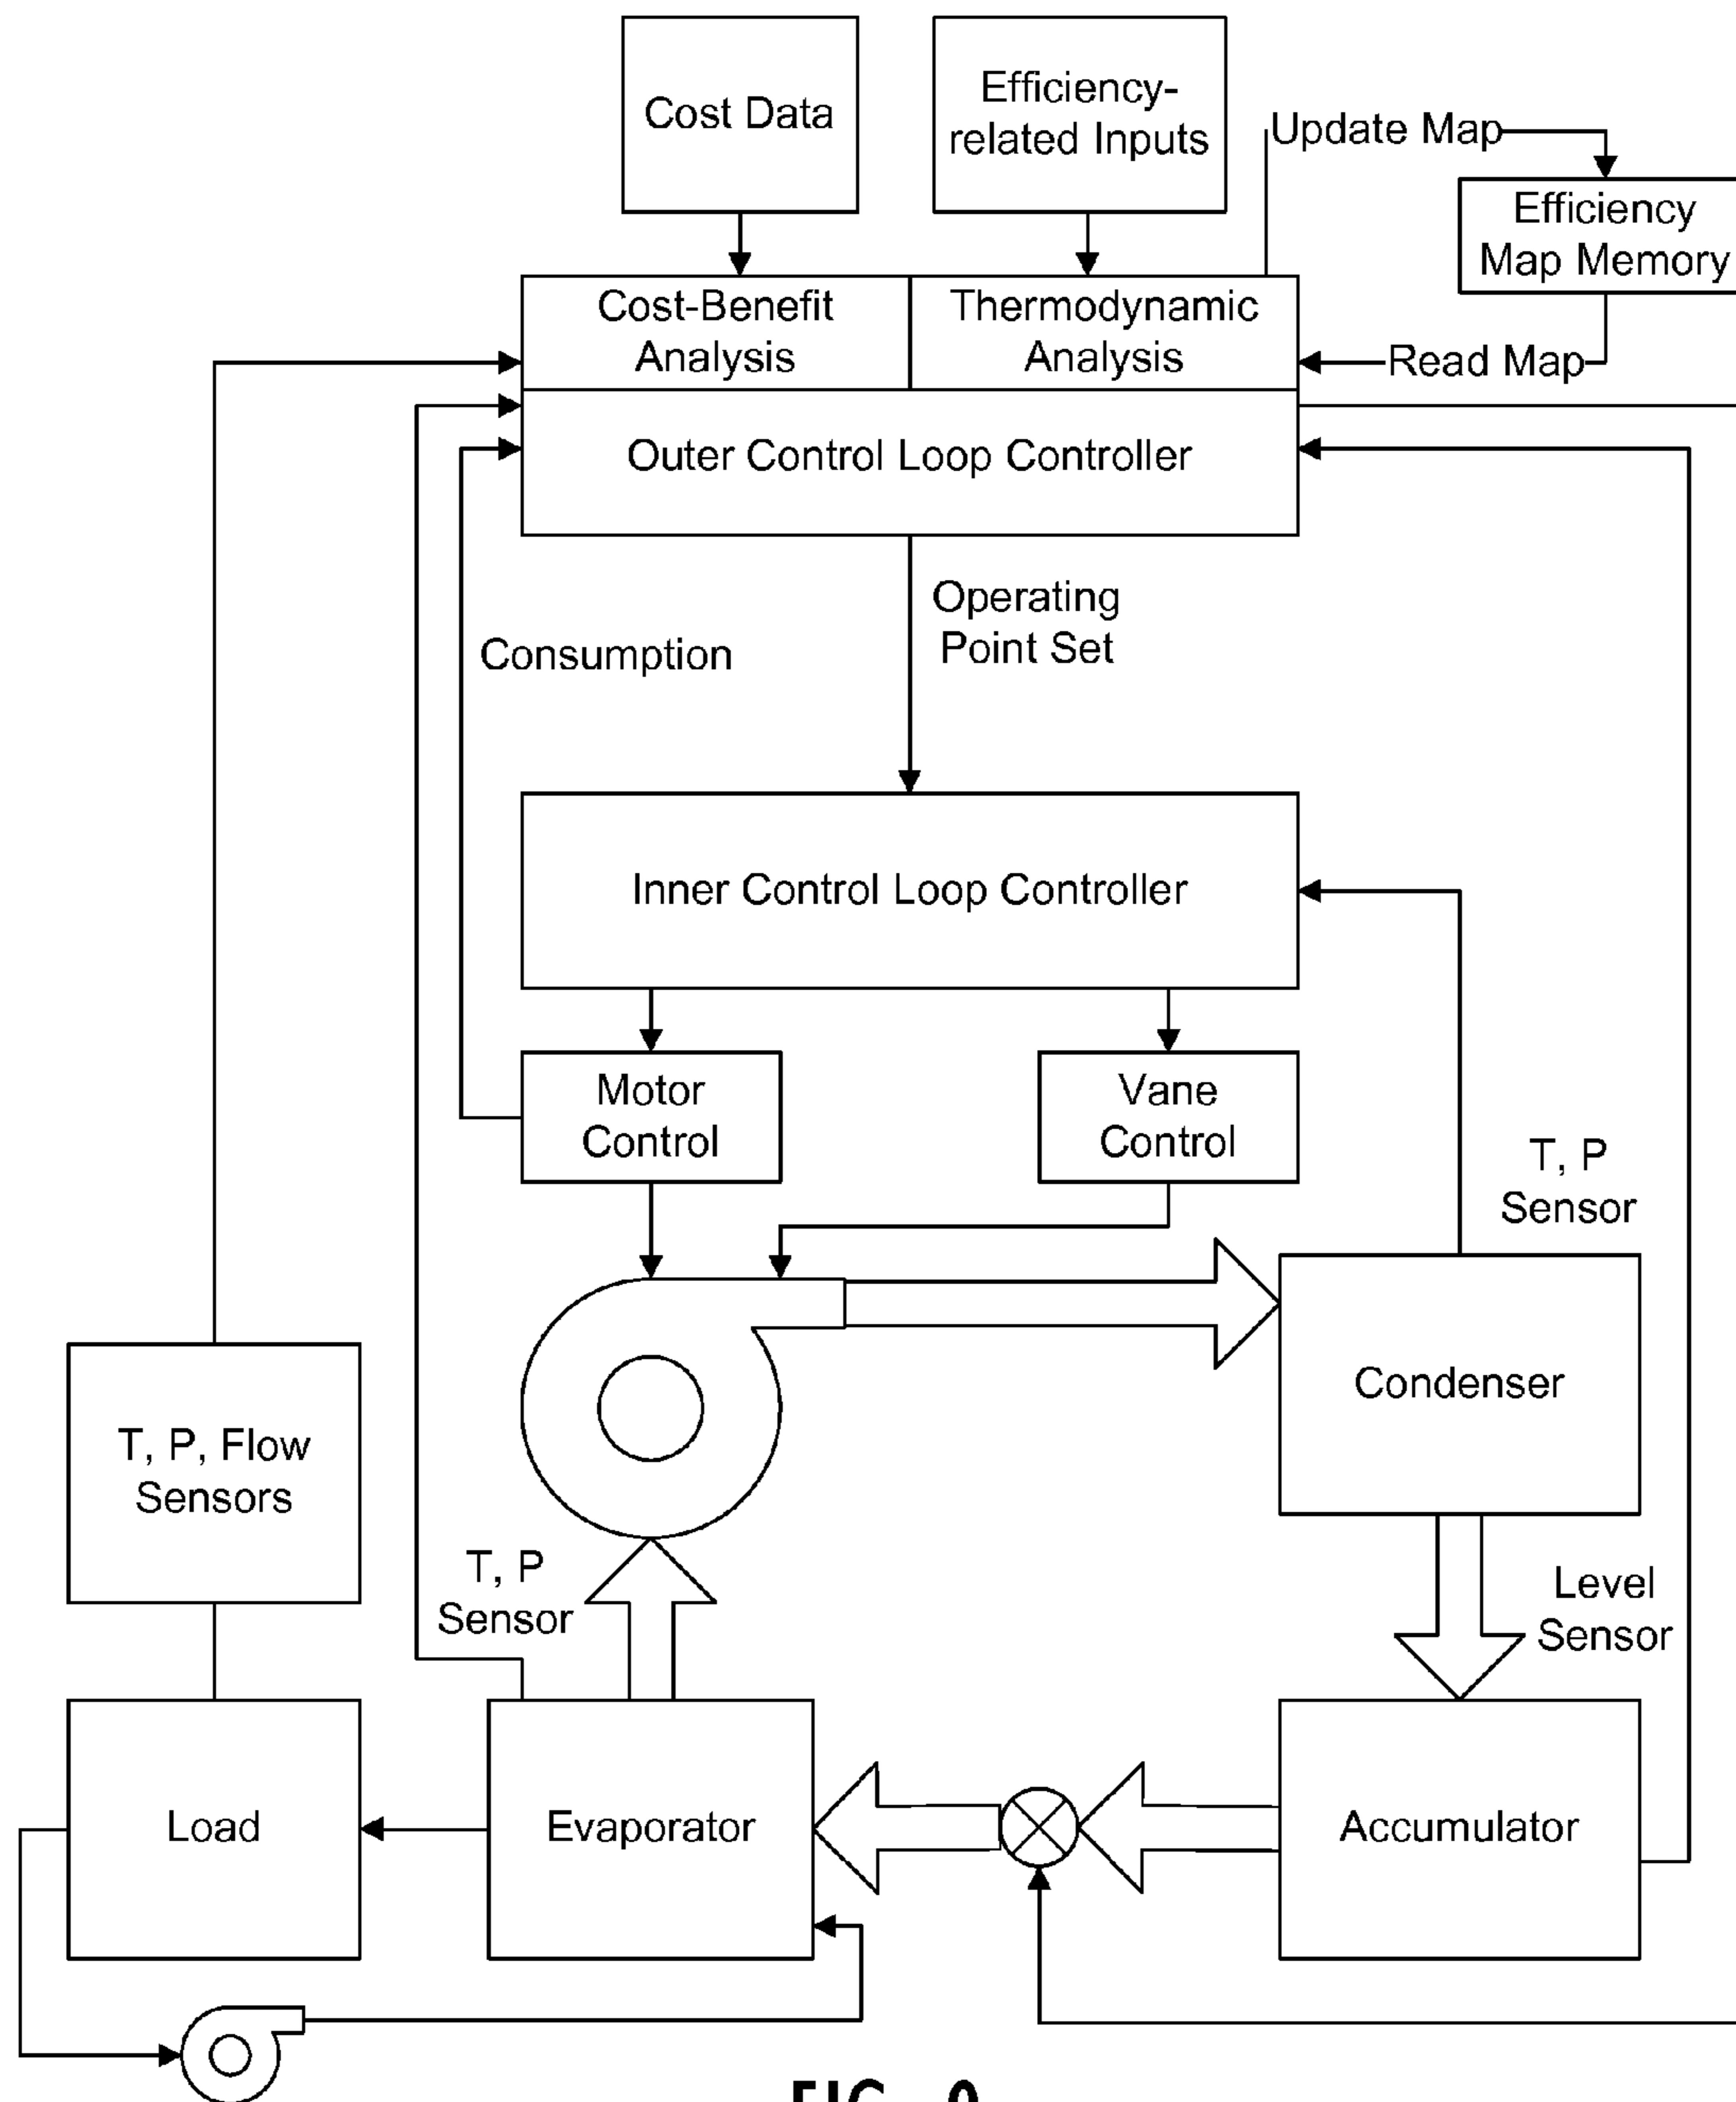 Cost Data
Efficiency-
related Inputs
Update Map
Efficiency
Map Memory
Cost-Benefit
Analysis
Thermodynamic
Analysis
Read Map
Outer Control Loop Controller
Operating
Point Set
Consumption
Inner Control Loop Controller
Motor
Control
Vane
Control
T, P
Sensor
Condenser
T, P, Flow
Sensors
T, P
Sensor
Level
Sensor
Load
Evaporator
Accumulator